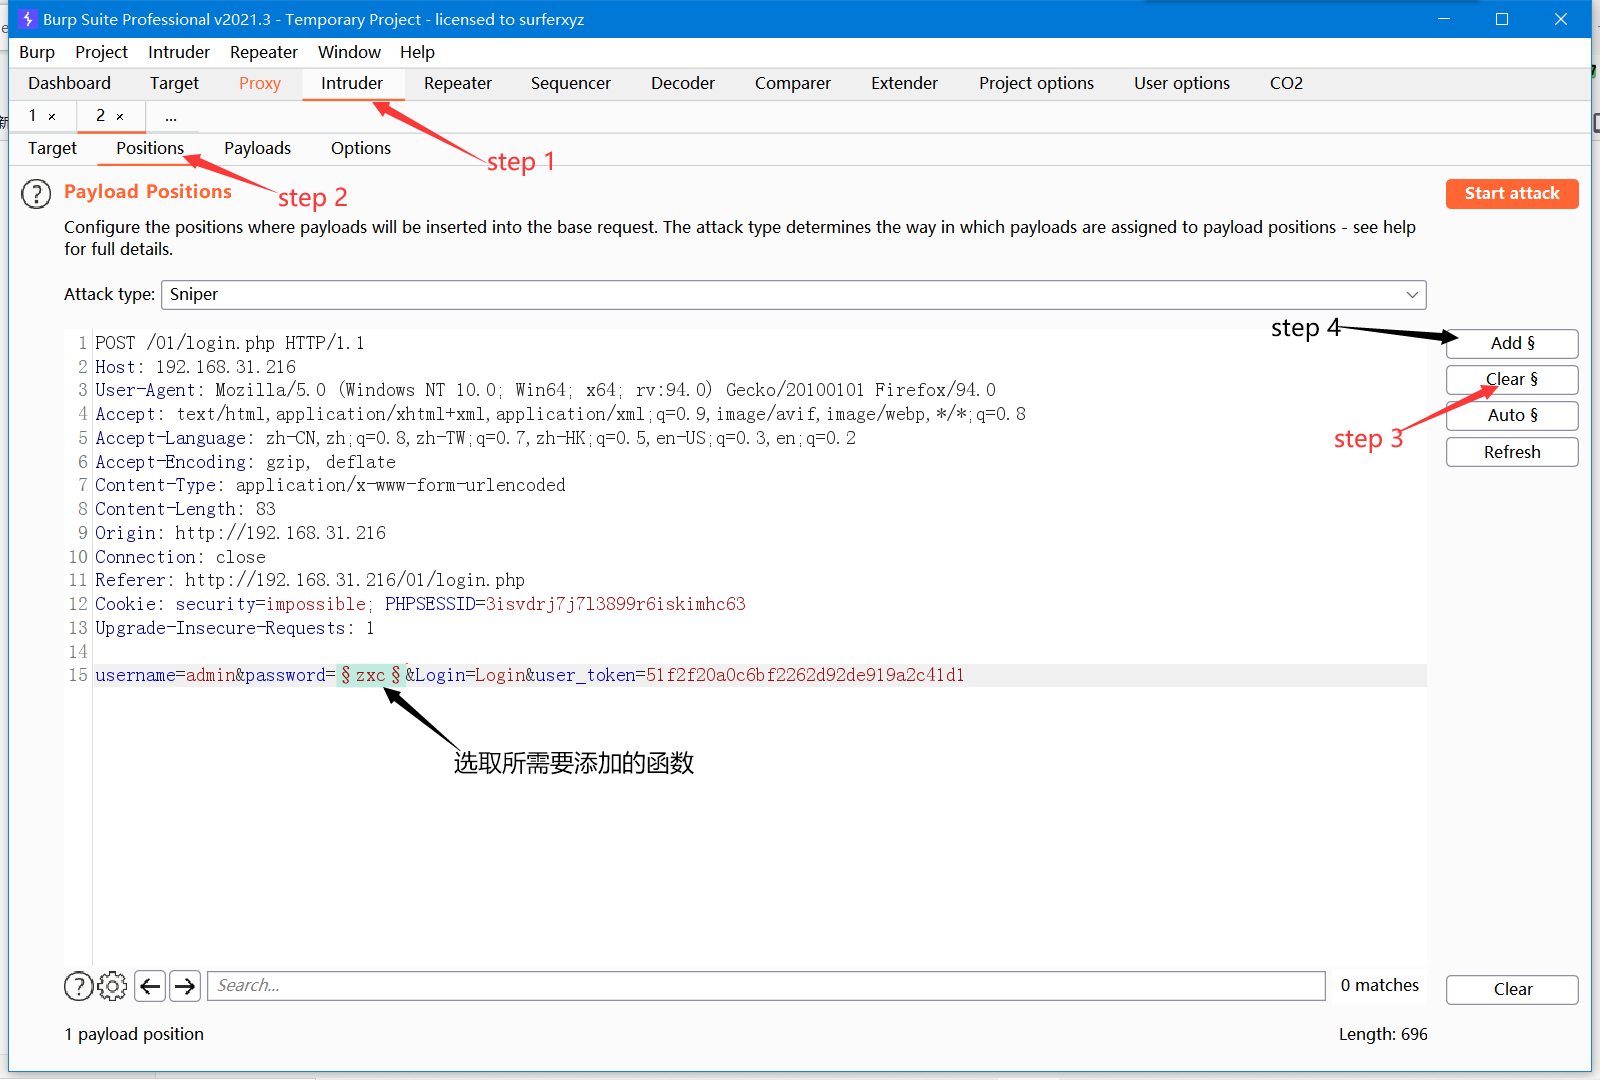 Burp Suite Professional v2021.3 - Temporary Project - licensed to surferxyz
Burp Project Intruder Repeater Window Help
Dashboard Target Proxy Intruder Repeater Sequencer Decoder Comparer Extender Project options User options CO2
1 × 2 × ...
Target Positions Payloads Options
step 1
step 2
Payload Positions
Start attack
Configure the positions where payloads will be inserted into the base request. The attack type determines the way in which payloads are assigned to payload positions - see help
for full details.
Attack type: Sniper
step 4
Add §
Clear §
Auto §
step 3
Refresh
1 POST /01/login.php HTTP/1.1
2 Host: 192.168.31.216
3 User-Agent: Mozilla/5.0 (Windows NT 10.0; Win64; x64; rv:94.0) Gecko/20100101 Firefox/94.0
4 Accept: text/html,application/xhtml+xml,application/xml;q=0.9,image/avif,image/webp,*/*;q=0.8
5 Accept-Language: zh-CN,zh;q=0.8,zh-TW;q=0.7,zh-HK;q=0.5,en-US;q=0.3,en;q=0.2
6 Accept-Encoding: gzip, deflate
7 Content-Type: application/x-www-form-urlencoded
8 Content-Length: 83
9 Origin: http://192.168.31.216
10 Connection: close
11 Referer: http://192.168.31.216/01/login.php
12 Cookie: security=impossible; PHPSESSID=3isvdrj7j7l3899r6iskimhc63
13 Upgrade-Insecure-Requests: 1
14
15 username=admin&password=§zxc§&Login=Login&user_token=51f2f20a0c6bf2262d92de919a2c41d1
选取所需要添加的函数
Search...
0 matches
Clear
1 payload position
Length: 696